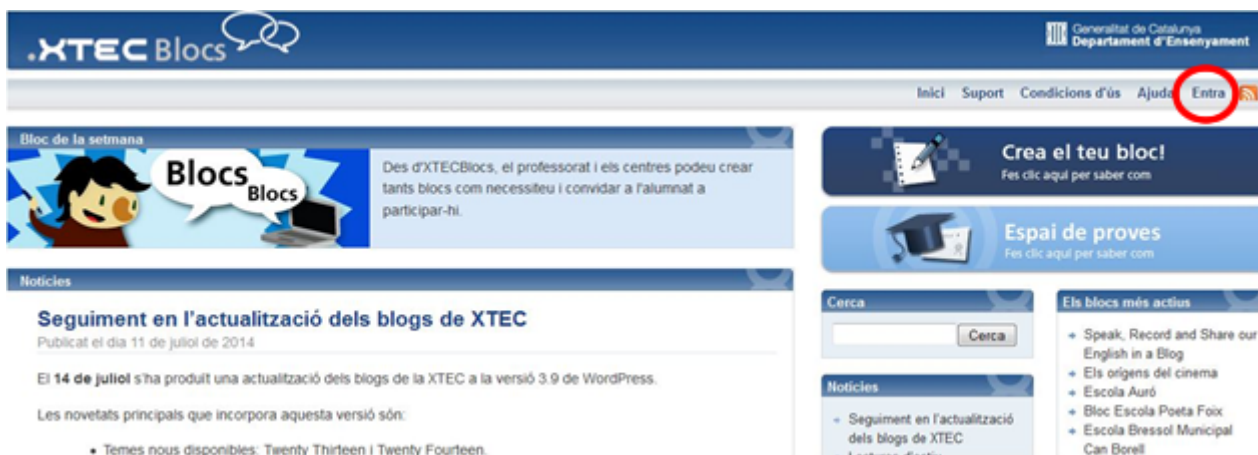 .XTEC Blocs
Generalitat de Catalunya
Departament d'Ensenyament
Inici Suport Condicions d'ús Ajuda Entra
Bloc de la setmana
Blocs
Blocs
Des d'XTECBlocs, el professorat i els centres podeu crear
tants blocs com necessiteu i convidar a l'alumnat a
participar-hi.
Crea el teu bloc!
Fes clic aquí per saber com
Espai de proves
Fes clic aquí per saber com
Notícies
Seguiment en l'actualització dels blogs de XTEC
Publicat el dia 11 de juliol de 2014
El 14 de juliol s'ha produït una actualització dels blogs de la XTEC a la versió 3.9 de WordPress.
Les novetats principals que incorpora aquesta versió són:
• Temes nous disponibles: Twenty Thirteen i Twenty Fourteen.
Cerca
Cerca
Notícies
Seguiment en l'actualització
dels blogs de XTEC
Els blocs més actius
Speak, Record and Share our
English in a Blog
Els orígens del cinema
Escola Auró
Bloc Escola Poeta Foix
Escola Bressol Municipal
Can Borell